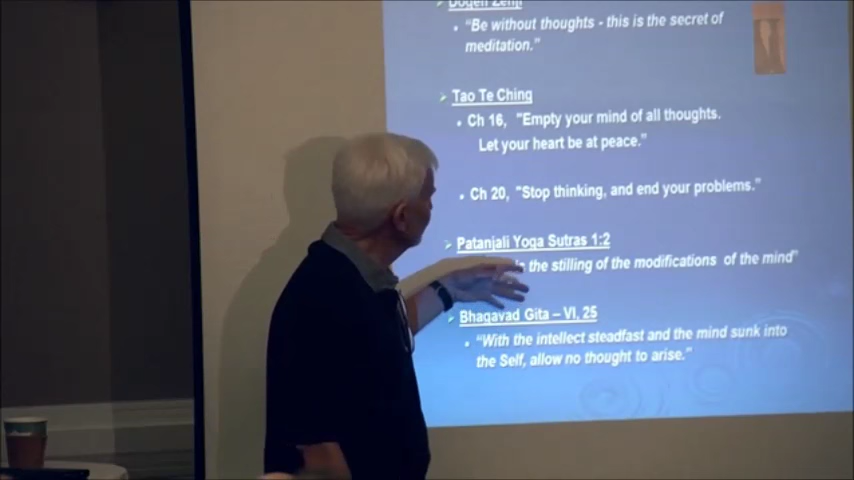 Dogen Zenji
• "Be without thoughts - this is the secret of
meditation."
Tao Te Ching
• Ch 16, "Empty your mind of all thoughts.
Let your heart be at peace."
• Ch 20, "Stop thinking, and end your problems."
Patanjali Yoga Sutras 1:2
the stilling of the modifications of the mind"
Bhagavad Gita – VI, 25
• "With the intellect steadfast and the mind sunk into
the Self, allow no thought to arise."